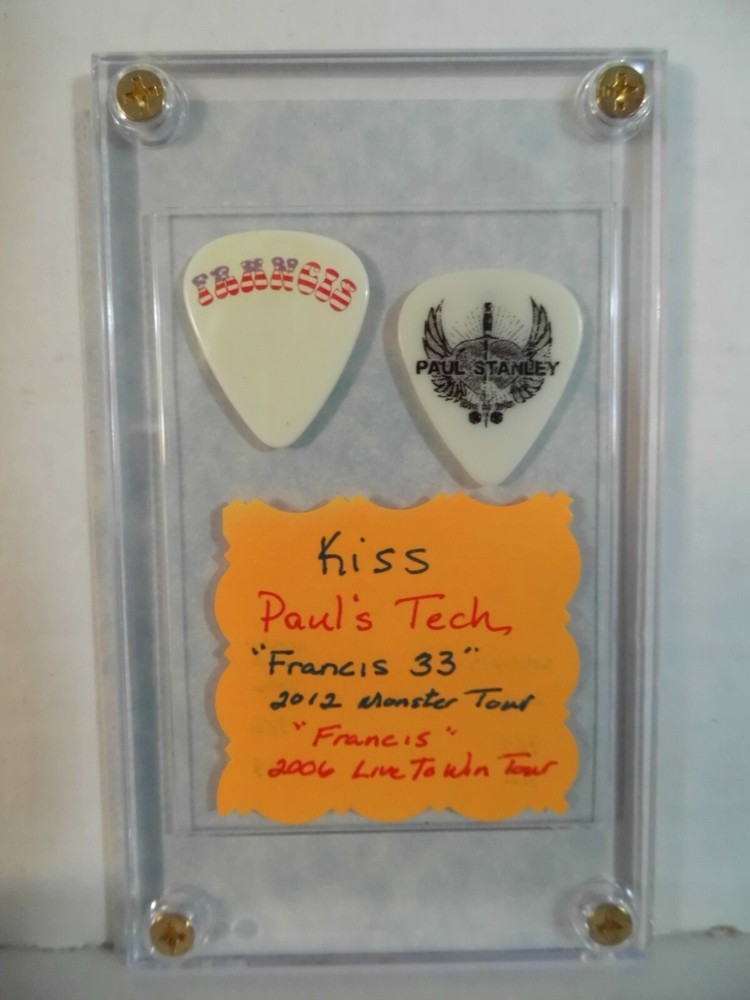 FRANCIS
PAUL STANLEY
Kiss
Paul's Tech
"Francis 33"
2012 Monster Tour
"Francis"
2006 Live To Win Tour